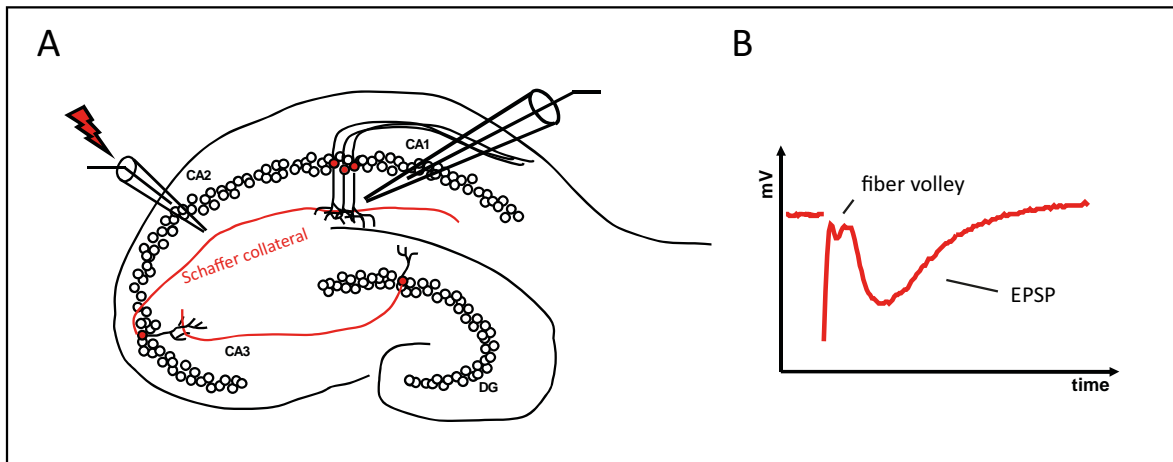 A
CA1
CA2
Schaffer collateral
CA3
DG
B
mV
fiber volley
EPSP
time